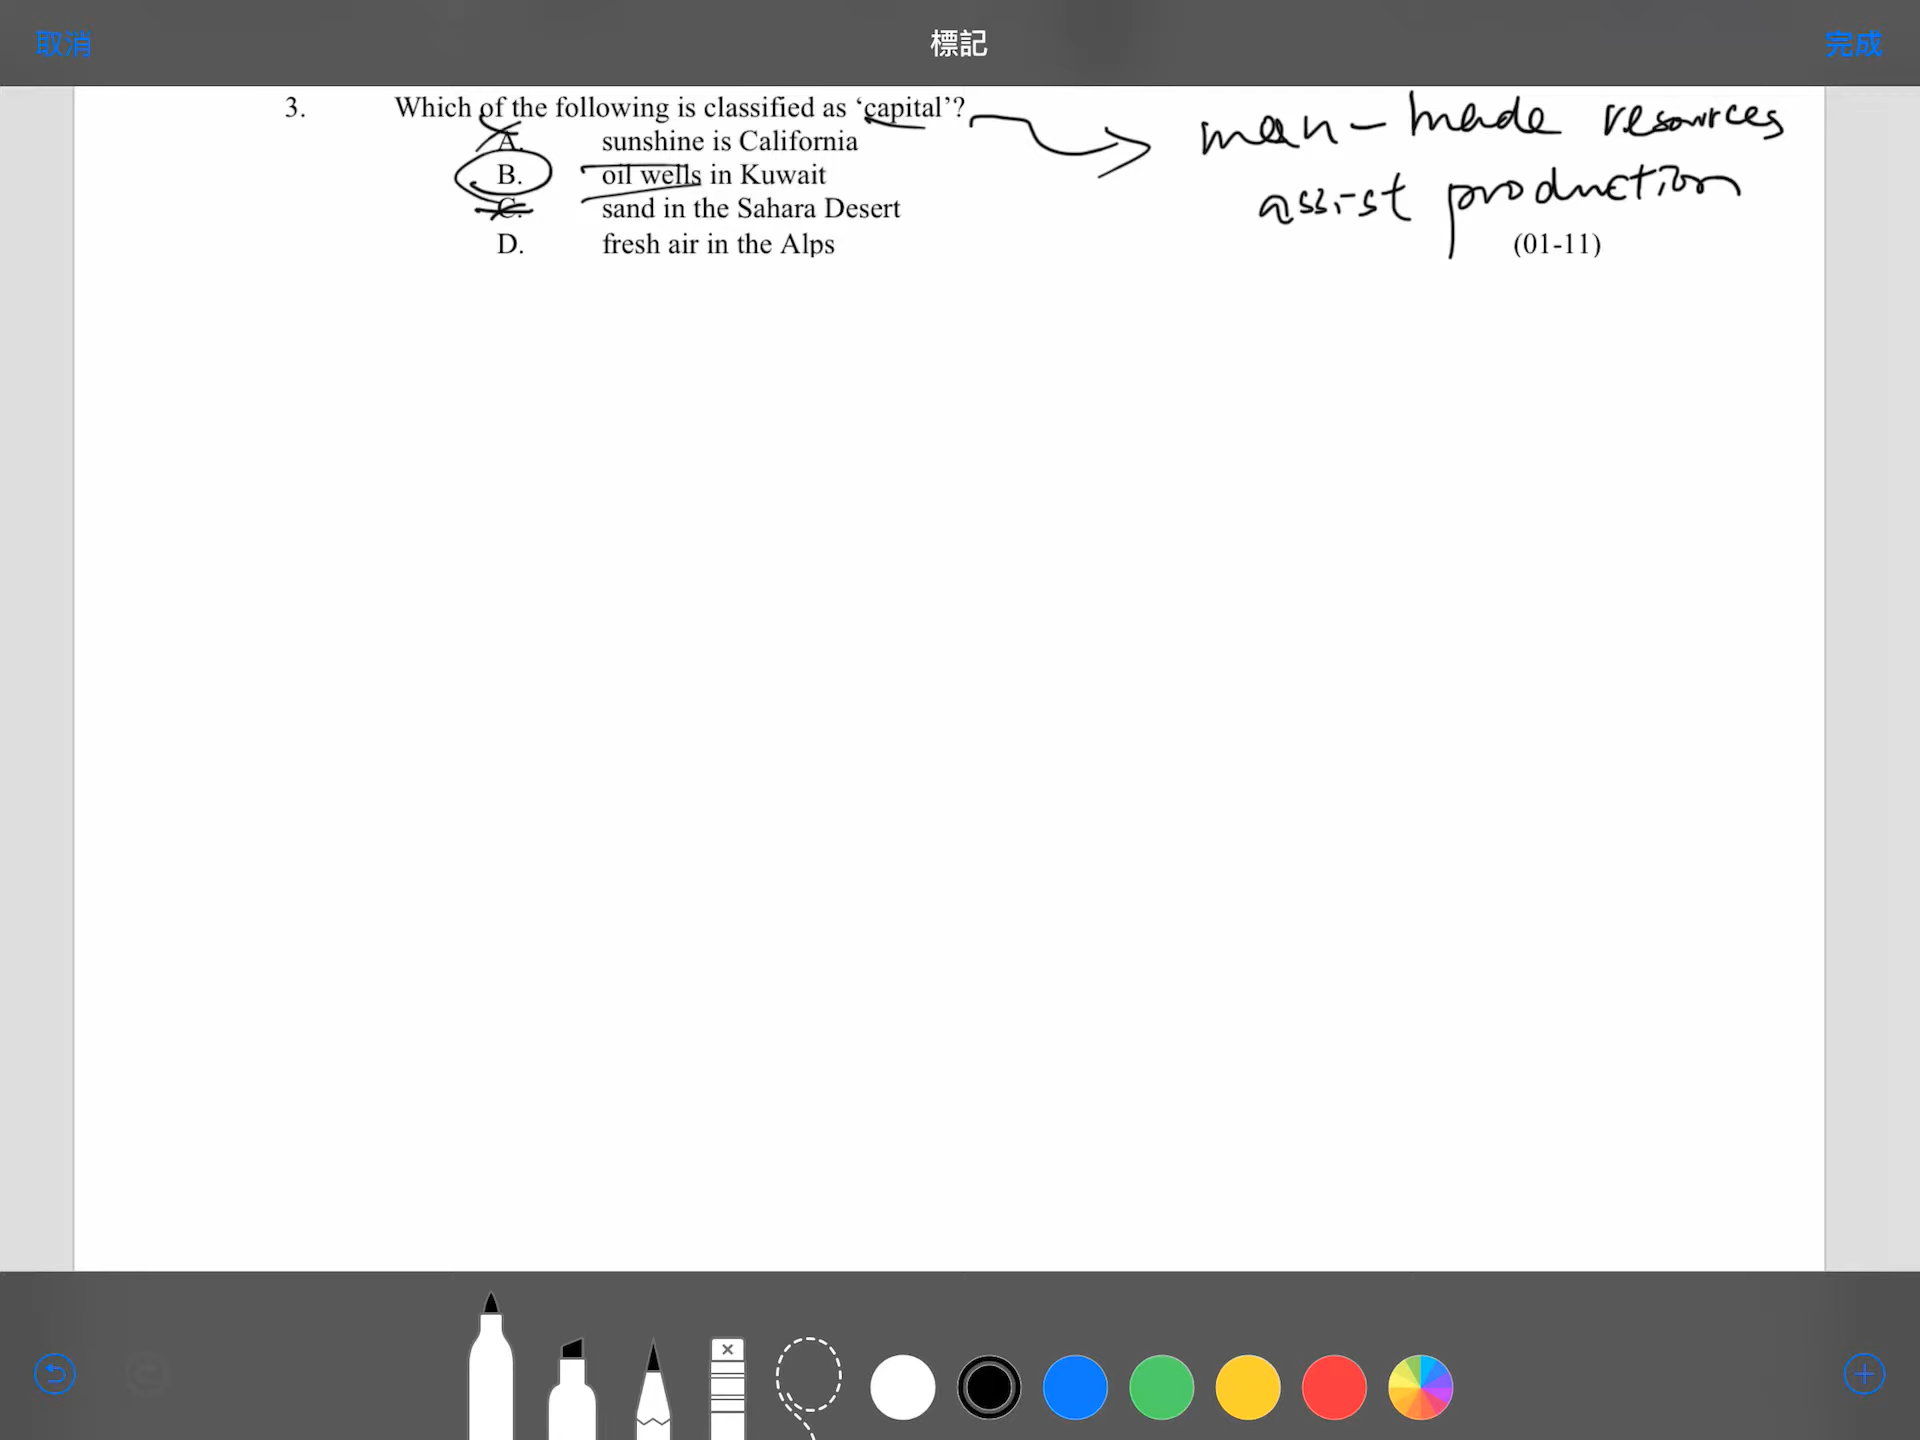 取消 標記 完成
3. Which of the following is classified as ‘capital’?
man-made resources
A. sunshine is California
B. oil wells in Kuwait
assist production
C. sand in the Sahara Desert
D. fresh air in the Alps (01-11)